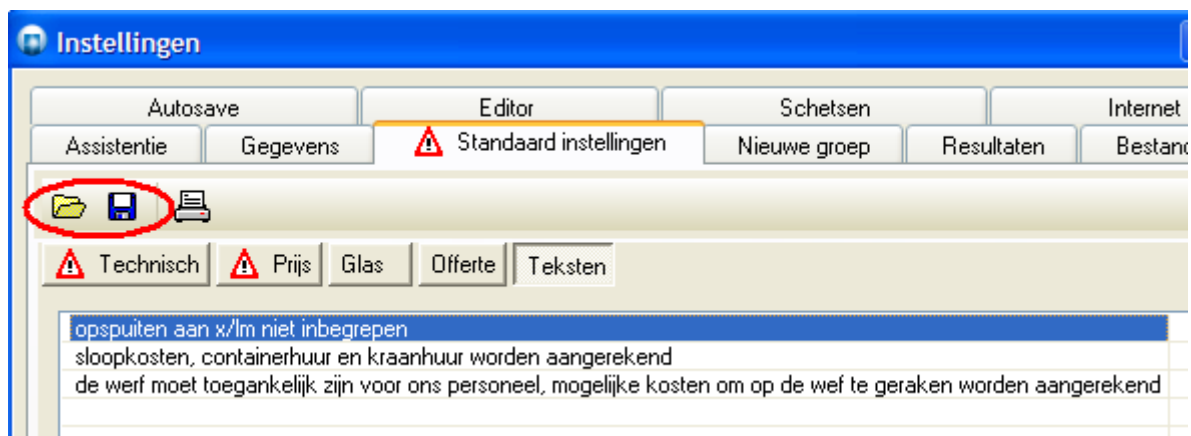 Instellingen
Autosave Editor Schetsen Internet
Assistentie Gegevens Standaard instellingen Nieuwe groep Resultaten Bestand
Technisch Prijs Glas Offerte Teksten
opspuiten aan x/lm niet inbegrepen
sloopkosten, containerhuur en kraanhuur worden aangerekend
de werf moet toegankelijk zijn voor ons personeel, mogelijke kosten om op de wef te geraken worden aangerekend